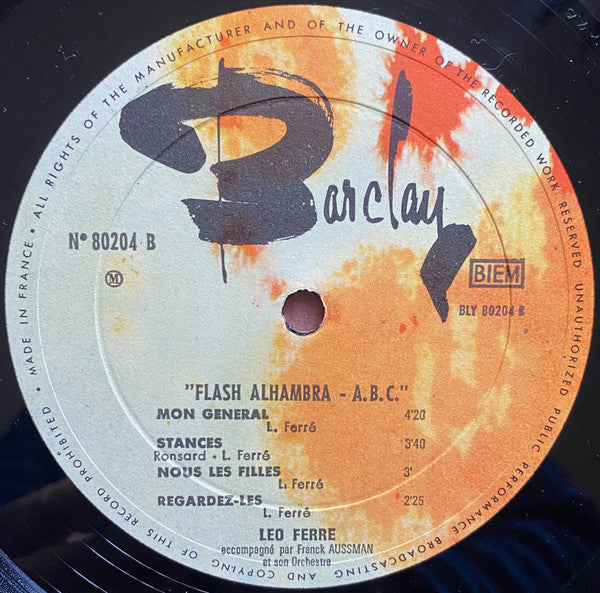 • MADE IN FRANCE • ALL RIGHTS OF THE MANUFACTURER AND OF THE OWNER OF THE RECORDED WORK RESERVED UNAUTHORIZED PUBLIC PERFORMANCE BROADCASTING AND COPYING OF THIS RECORD PROHIBITED
Barclay
N° 80204 B
M
BIEM
BLY 80204 B
"FLASH ALHAMBRA - A.B.C."
MON GENERAL 4'20
L. Ferré
STANCES 3'40
Ronsard - L. Ferré
NOUS LES FILLES 3'
L. Ferré
REGARDEZ-LES 2'25
L. Ferré
LEO FERRE
accompagné par Franck AUSSMAN
et son Orchestre